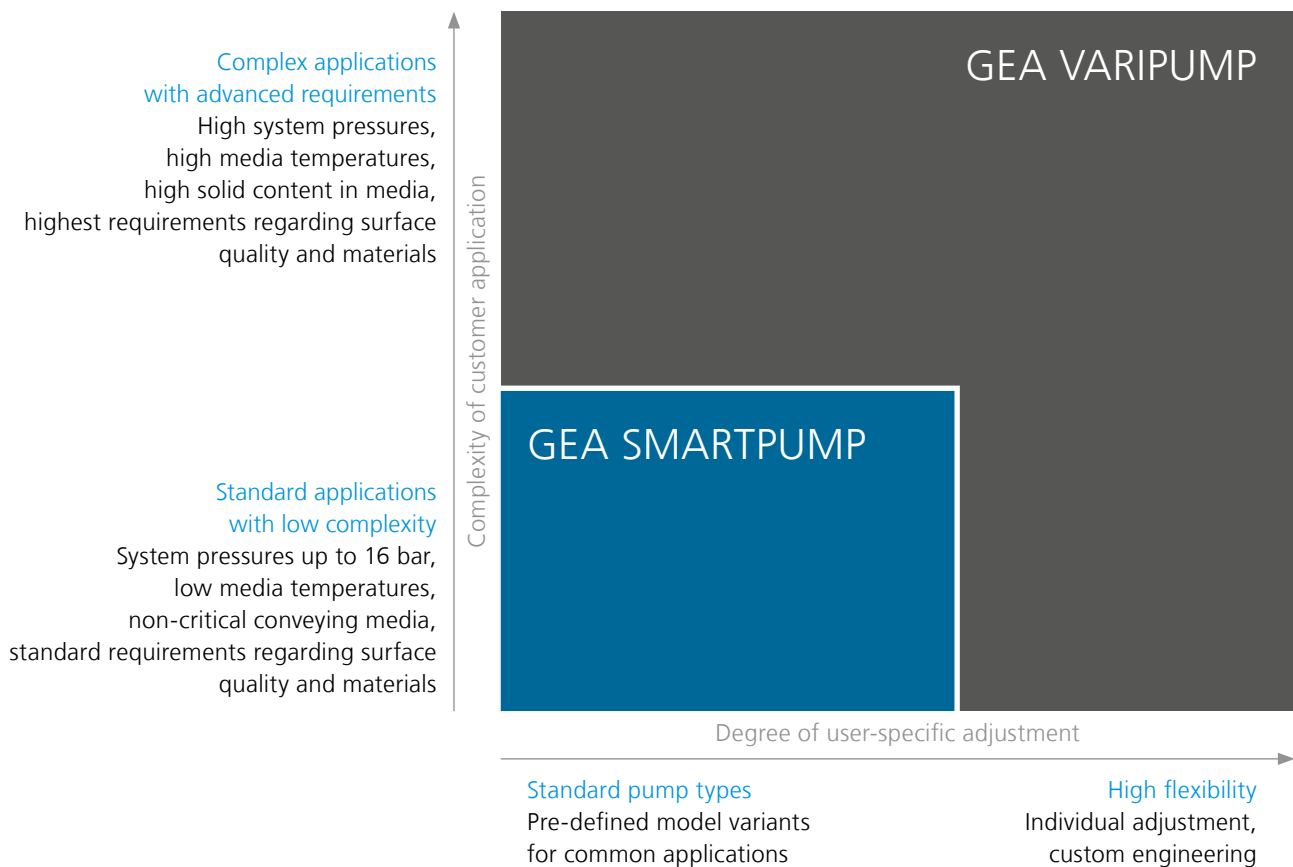 Complex applications
with advanced requirements
High system pressures,
high media temperatures,
high solid content in media,
highest requirements regarding surface
quality and materials
Standard applications
with low complexity
System pressures up to 16 bar,
low media temperatures,
non-critical conveying media,
standard requirements regarding surface
quality and materials
Complexity of customer application
GEA VARIPUMP
GEA SMARTPUMP
Degree of user-specific adjustment
Standard pump types
Pre-defined model variants
for common applications
High flexibility
Individual adjustment,
custom engineering